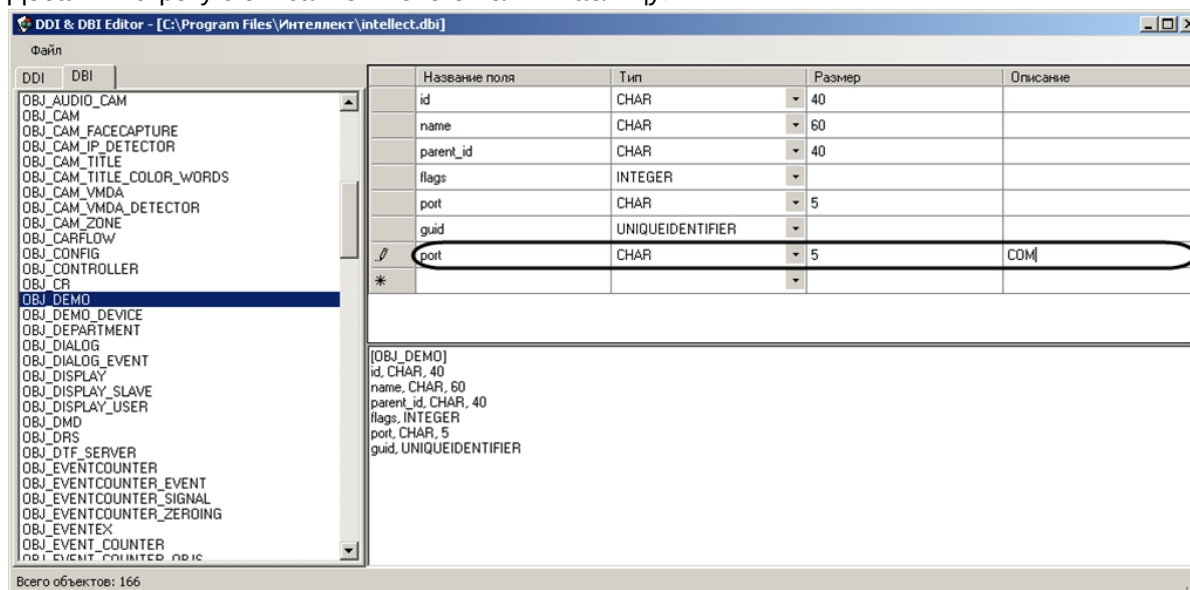 DDI & DBI Editor - [C:\Program Files\Интеллект\intellect.dbi]
Файл
DDI DBI
OBJ_AUDIO_CAM
OBJ_CAM
OBJ_CAM_FACECAPTURE
OBJ_CAM_IP_DETECTOR
OBJ_CAM_TITLE
OBJ_CAM_TITLE_COLOR_WORDS
OBJ_CAM_VMDA
OBJ_CAM_VMDA_DETECTOR
OBJ_CAM_ZONE
OBJ_CARFLOW
OBJ_CONFIG
OBJ_CONTROLLER
OBJ_CR
OBJ_DEMO
OBJ_DEMO_DEVICE
OBJ_DEPARTMENT
OBJ_DIALOG
OBJ_DIALOG_EVENT
OBJ_DISPLAY
OBJ_DISPLAY_SLAVE
OBJ_DISPLAY_USER
OBJ_DMD
OBJ_DRS
OBJ_DTF_SERVER
OBJ_EVENTCOUNTER
OBJ_EVENTCOUNTER_EVENT
OBJ_EVENTCOUNTER_SIGNAL
OBJ_EVENTCOUNTER_ZEROING
OBJ_EVENTEX
OBJ_EVENT_COUNTER
Название поля Тип Размер Описание
id CHAR 40
name CHAR 60
parent_id CHAR 40
flags INTEGER
port CHAR 5
guid UNIQUEIDENTIFIER
port CHAR 5 COM
[OBJ_DEMO]
id, CHAR, 40
name, CHAR, 60
parent_id, CHAR, 40
flags, INTEGER
port, CHAR, 5
guid, UNIQUEIDENTIFIER
Всего объектов: 166